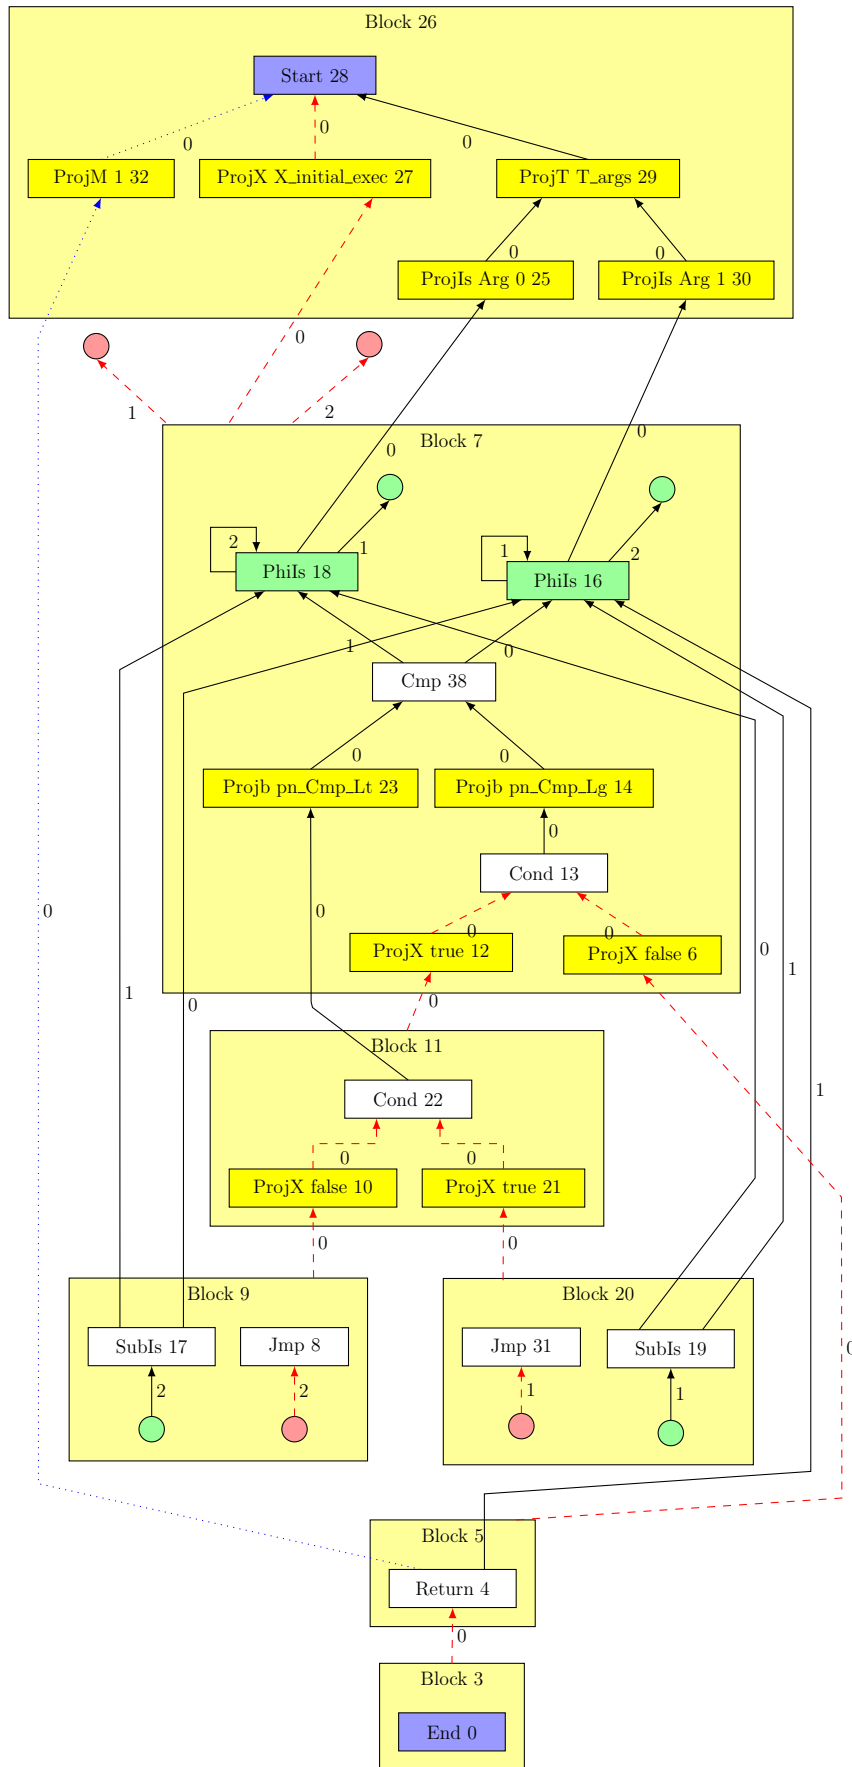 Block 26
Start 28
0
0
0
ProjM 1 32
ProjX X_initial_exec 27
ProjT T_args 29
0
0
ProjIs Arg 0 25
ProjIs Arg 1 30
0
1
2
0
0
Block 7
2
1
1
2
PhiIs 18
PhiIs 16
1
0
Cmp 38
0
0
Projb pn_Cmp_Lt 23
Projb pn_Cmp_Lg 14
0
Cond 13
0
0
0
0
ProjX true 12
ProjX false 6
0
1
1
0
0
Block 11
1
Cond 22
0
0
ProjX false 10
ProjX true 21
0
0
Block 9
Block 20
SubIs 17
Jmp 8
Jmp 31
SubIs 19
0
2
2
1
1
Block 5
Return 4
0
Block 3
End 0